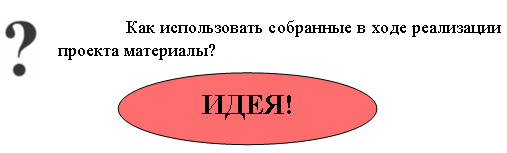 ?
Как использовать собранные в ходе реализации
проекта материалы?
ИДЕЯ!